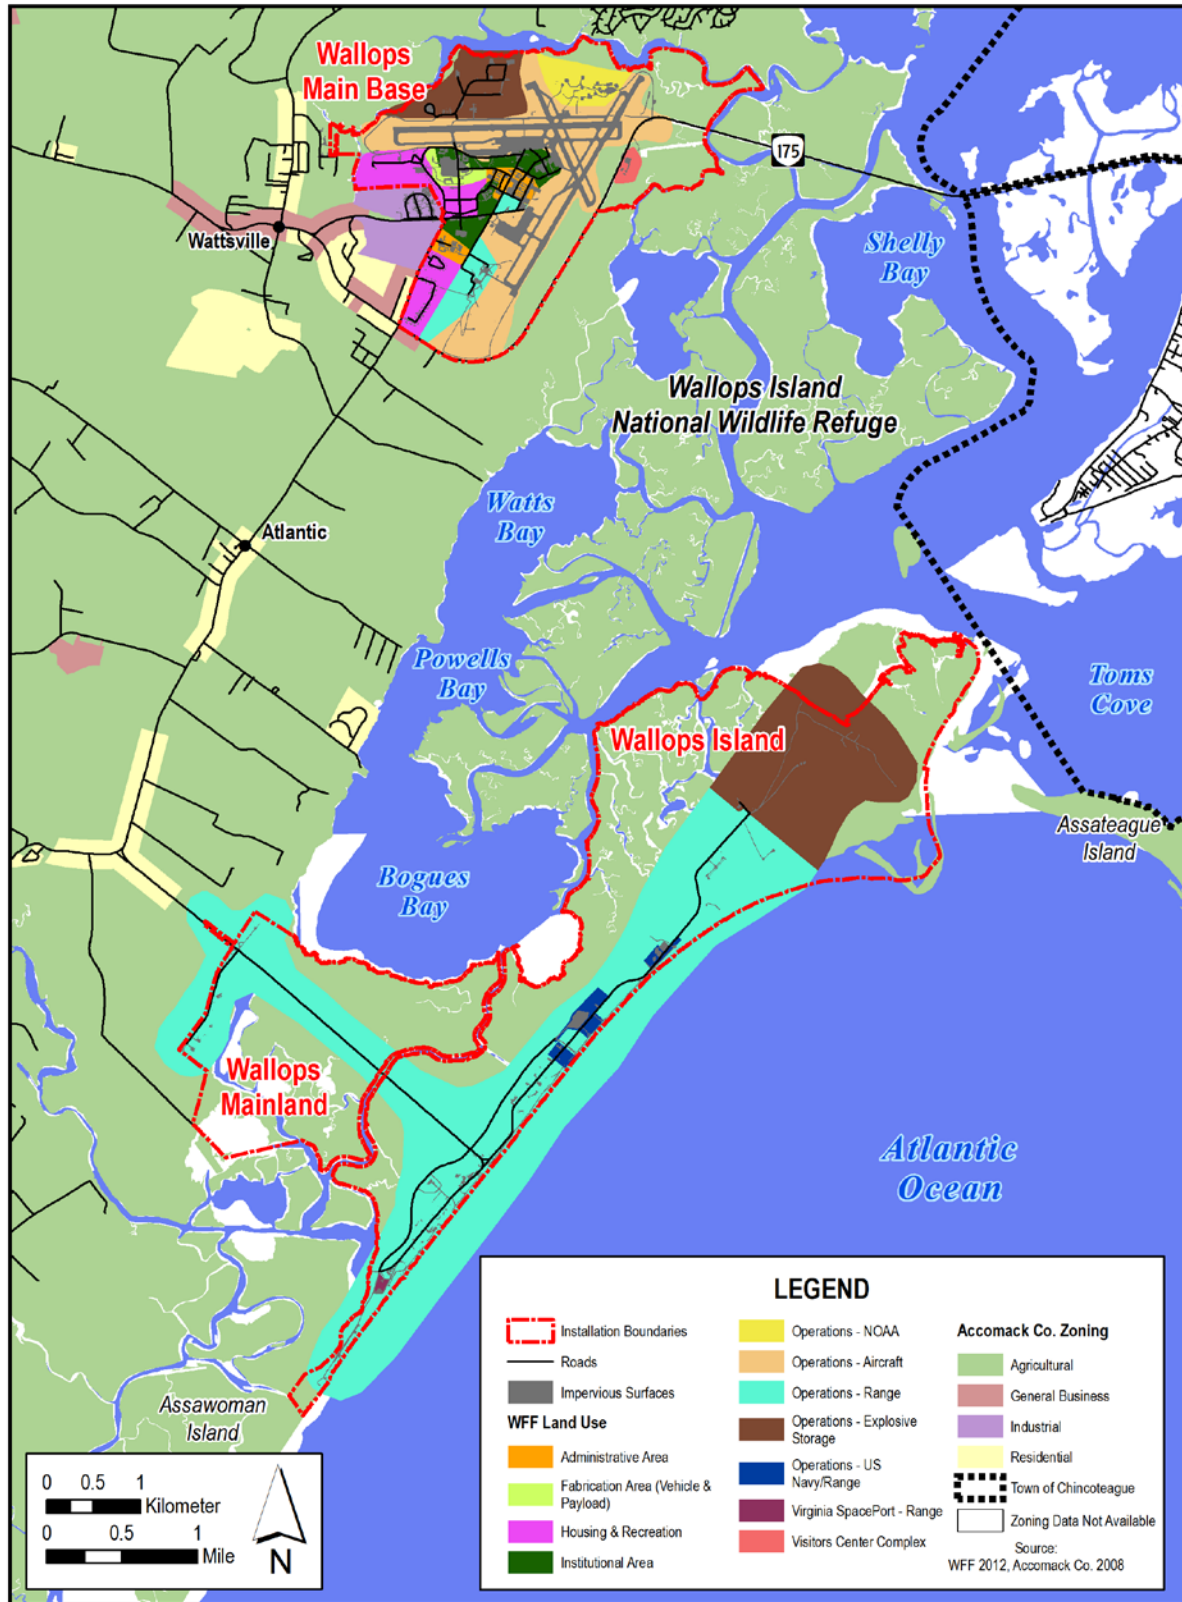 Wallops
Main Base
175
Wattsville
Shelly
Bay
Wallops Island
National Wildlife Refuge
Watts
Bay
Atlantic
Powells
Bay
Toms
Cove
Wallops Island
Assateague
Island
Bogues
Bay
Wallops
Mainland
Atlantic
Ocean
Assawoman
Island
0 0.5 1
Kilometer
0 0.5 1
Mile
N
LEGEND
Installation Boundaries
Roads
Impervious Surfaces
WFF Land Use
Administrative Area
Fabrication Area (Vehicle &
Payload)
Housing & Recreation
Institutional Area
Operations - NOAA
Operations - Aircraft
Operations - Range
Operations - Explosive
Storage
Operations - US
Navy/Range
Virginia SpacePort - Range
Visitors Center Complex
Accomack Co. Zoning
Agricultural
General Business
Industrial
Residential
Town of Chincoteague
Zoning Data Not Available
Source:
WFF 2012, Accomack Co. 2008